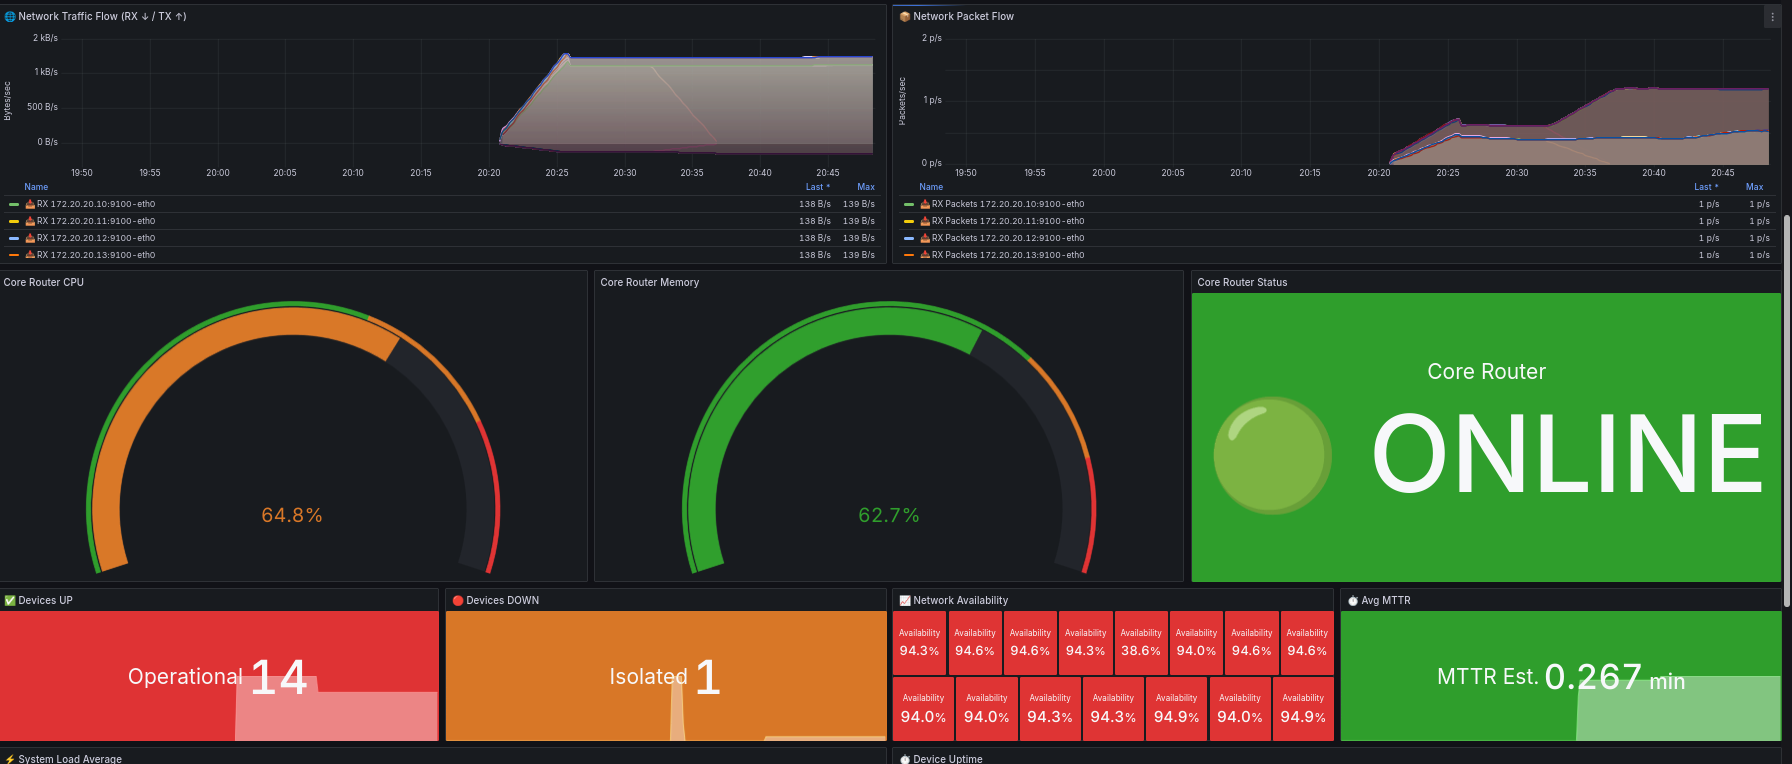 🌐 Network Traffic Flow (RX ↓ / TX ↑)
2 kB/s
1 kB/s
500 B/s
0 B/s
Bytes/sec
19:50 19:55 20:00 20:05 20:10 20:15 20:20 20:25 20:30 20:35 20:40 20:45
Name Last * Max
📥 RX 172.20.20.10:9100-eth0 138 B/s 139 B/s
📥 RX 172.20.20.11:9100-eth0 138 B/s 139 B/s
📥 RX 172.20.20.12:9100-eth0 138 B/s 139 B/s
📥 RX 172.20.20.13:9100-eth0 138 B/s 139 B/s
📦 Network Packet Flow
2 p/s
1 p/s
0 p/s
Packets/sec
19:50 19:55 20:00 20:05 20:10 20:15 20:20 20:25 20:30 20:35 20:40 20:45
Name Last * Max
📥 RX Packets 172.20.20.10:9100-eth0 1 p/s 1 p/s
📥 RX Packets 172.20.20.11:9100-eth0 1 p/s 1 p/s
📥 RX Packets 172.20.20.12:9100-eth0 1 p/s 1 p/s
📥 RX Packets 172.20.20.13:9100-eth0 1 p/s 1 p/s
Core Router CPU
64.8%
Core Router Memory
62.7%
Core Router Status
Core Router
🟢 ONLINE
✅ Devices UP
Operational 14
🔴 Devices DOWN
Isolated 1
📈 Network Availability
Availability Availability Availability Availability Availability Availability Availability Availability
94.3% 94.6% 94.6% 94.3% 38.6% 94.0% 94.6% 94.6%
Availability Availability Availability Availability Availability Availability Availability
94.0% 94.0% 94.3% 94.3% 94.9% 94.0% 94.9%
⏱️ Avg MTTR
MTTR Est. 0.267 min
⚡ System Load Average
⏱️ Device Uptime